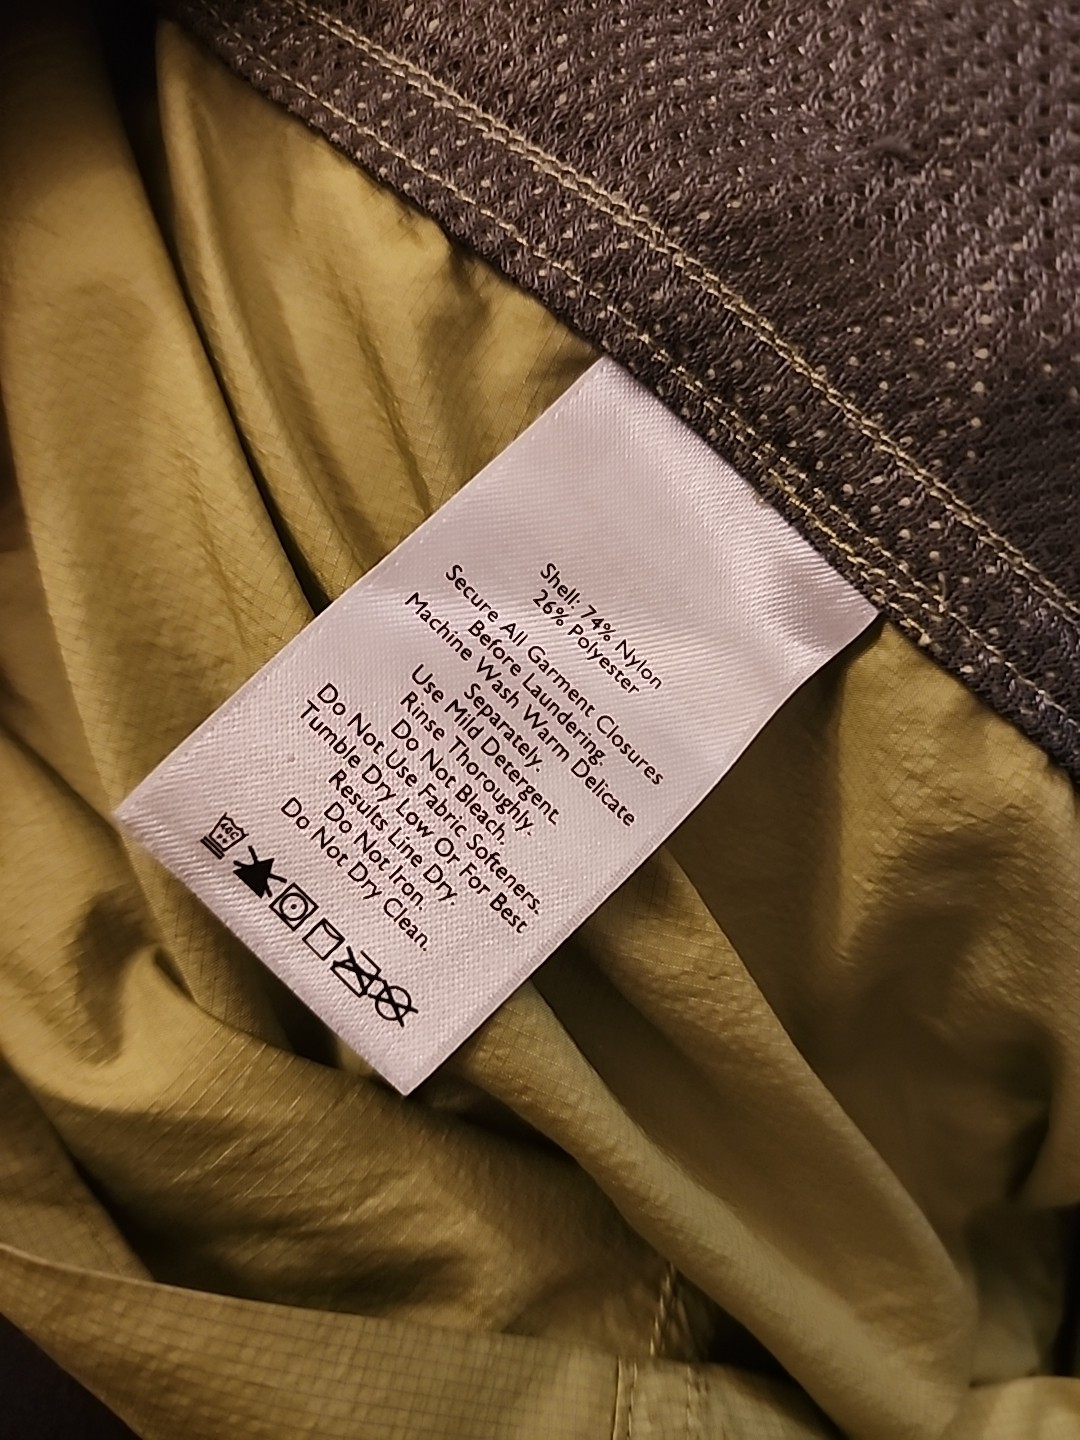 Shell: 74% Nylon
26% Polyester
Secure All Garment Closures
Before Laundering
Machine Wash Warm Delicate
Separately.
Use Mild Detergent.
Rinse Thoroughly.
Do Not Bleach.
Do Not Use Fabric Softeners.
Tumble Dry Low Or For Best
Results Line Dry.
Do Not Iron.
Do Not Dry Clean.